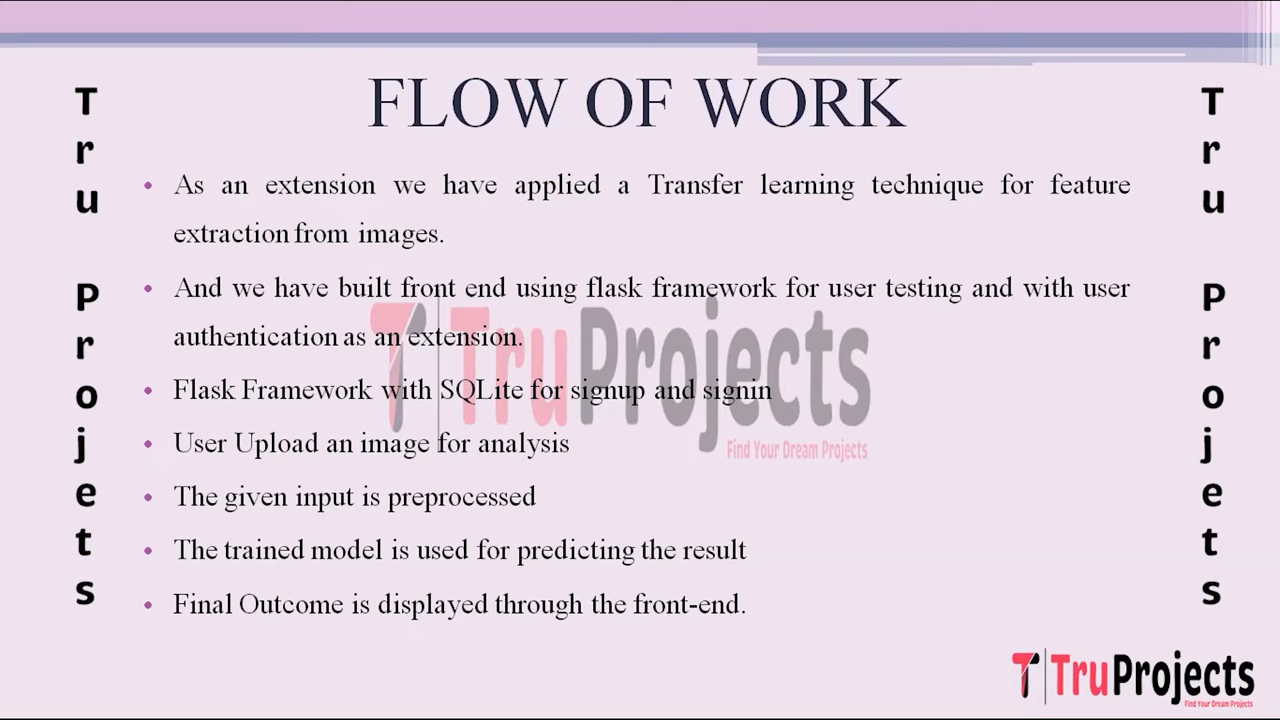 FLOW OF WORK
As an extension we have applied a Transfer learning technique for feature
extraction from images.
And we have built front end using flask framework for user testing and with user
authentication as an extension.
Flask Framework with SQLite for signup and signin
User Upload an image for analysis
The given input is preprocessed
The trained model is used for predicting the result
Final Outcome is displayed through the front-end.
Tru Projets
Tru Projets
TruProjects
Find Your Dream Projects
TruProjects
Find Your Dream Projects